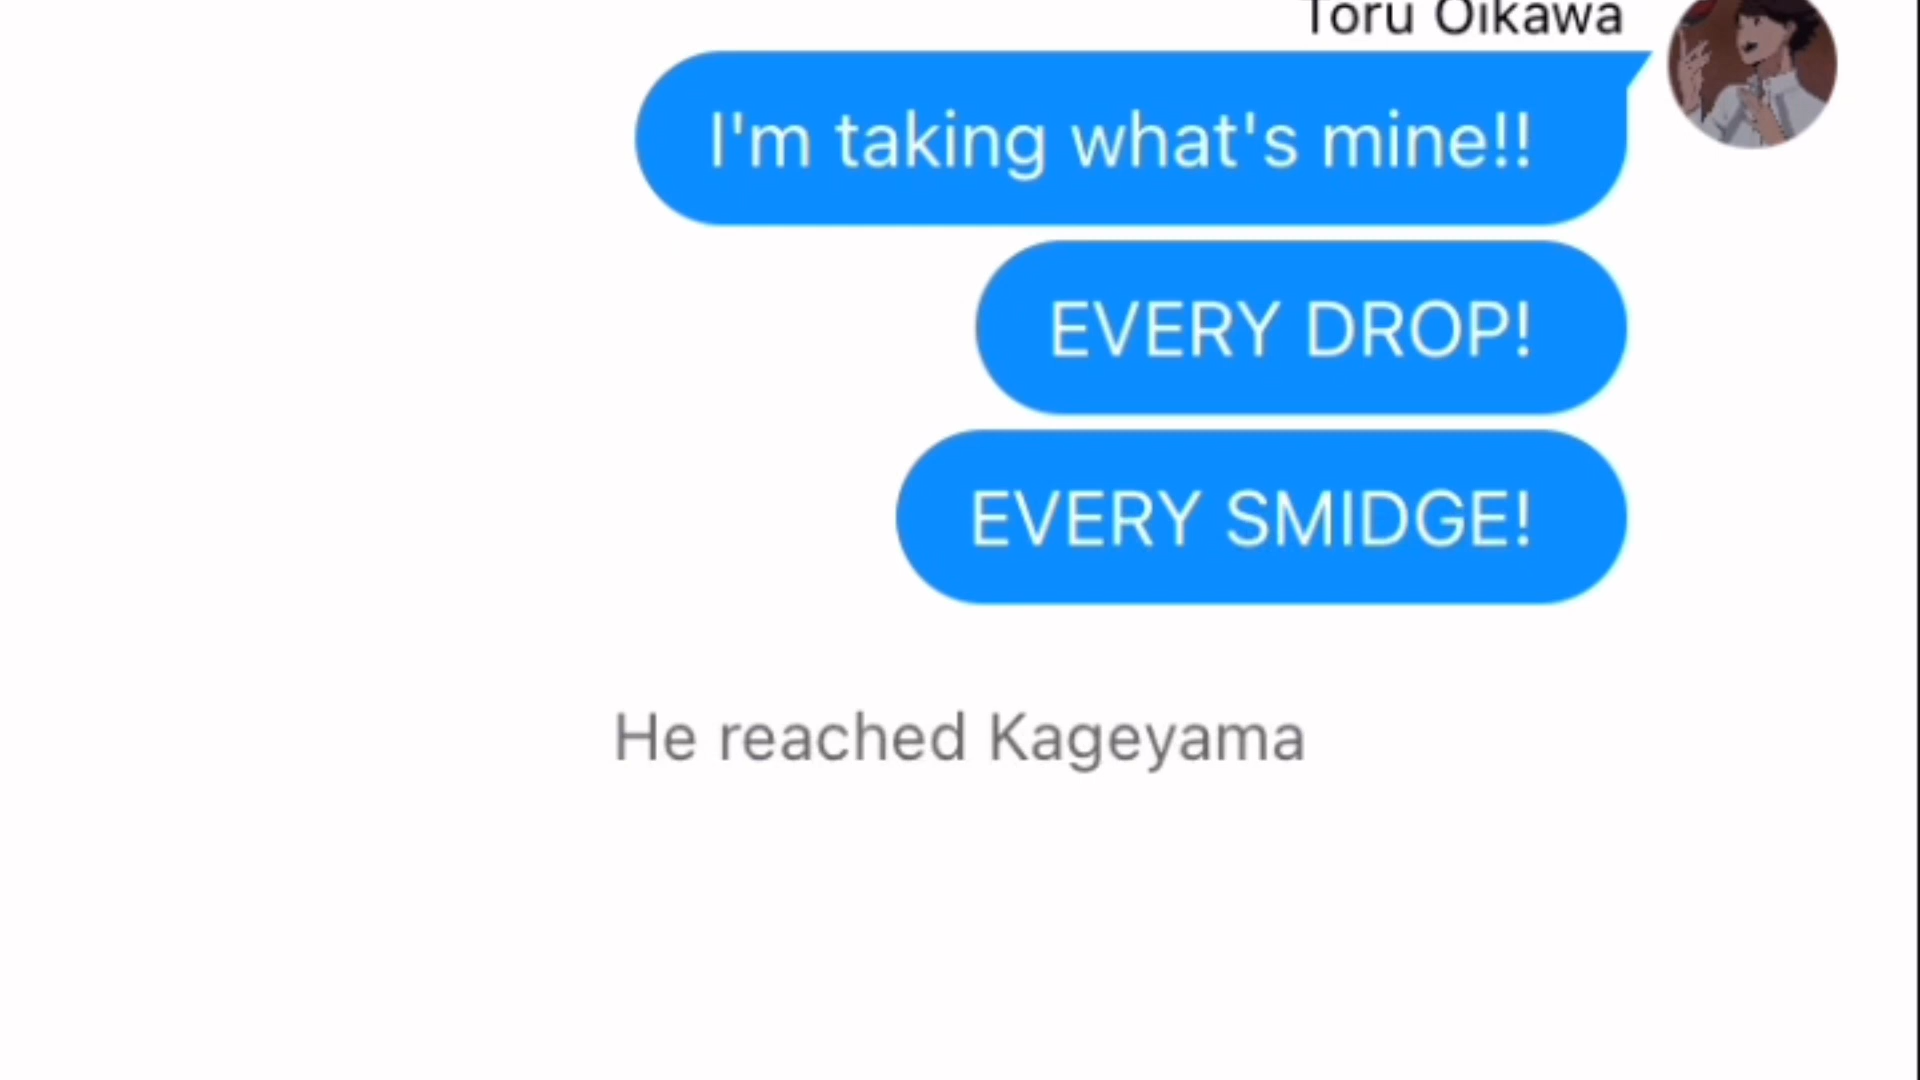 Toru Oikawa
I'm taking what's mine!!
EVERY DROP!
EVERY SMIDGE!
He reached Kageyama